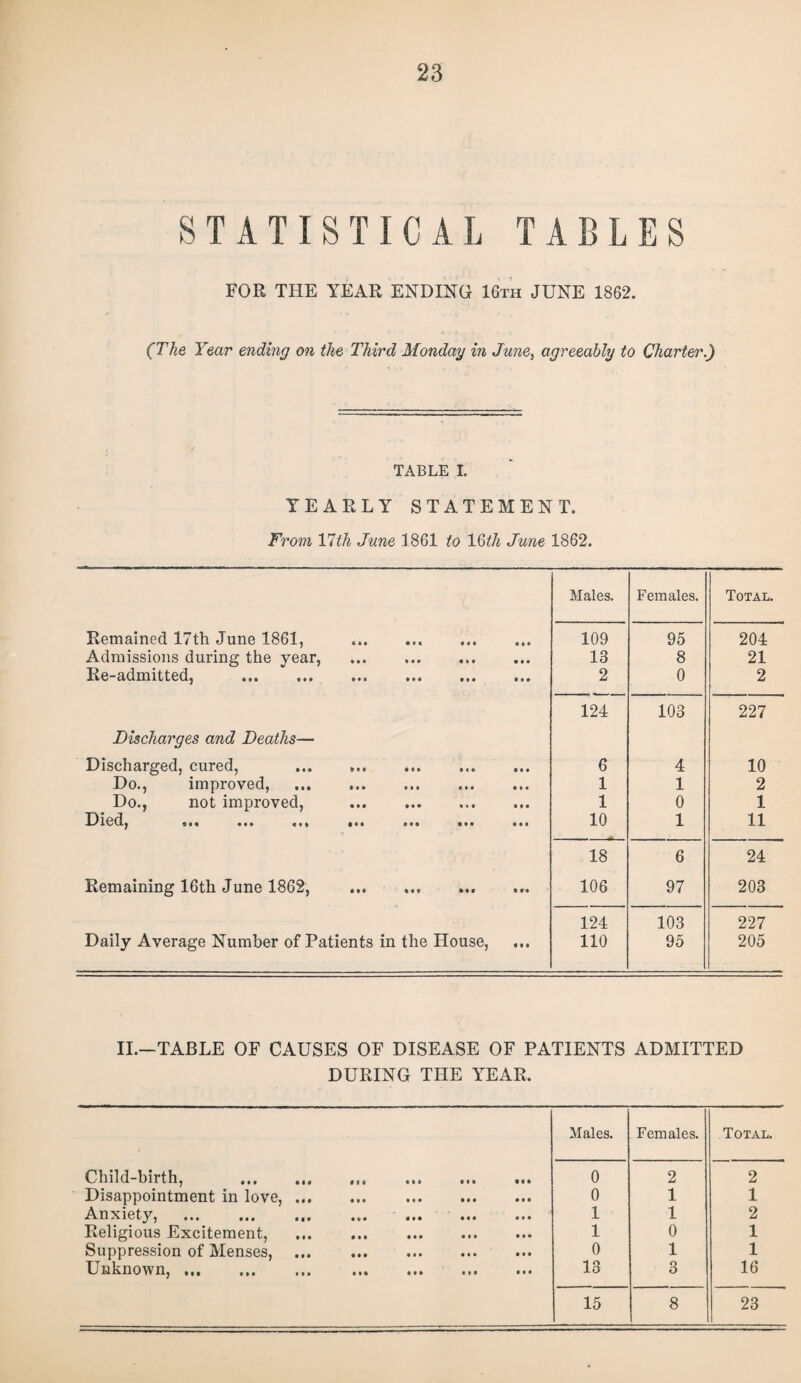 23
STATISTICAL TABLES
FOR THE YEAR ENDING 16TH JUNE 1862.
(The Year ending on the Third Monday in June, agreeably to Charter.)
TABLE I.
YEARLY STATEMENT.
From 17th June 1861 to 16th June 1862.
Males. Females. TOTAL.
Remained 17th June 1861, ... ... ... ... 109 95 204
Admissions during the year, ... ... ... ... 13 8 21
Re-admitted, ... ... ... ... ... ... 2 0 2
124 103 227
Discharges and Deaths—
Discharged, cured, ... ... ... ... ... 6 4 10
Do., improved, ... ... ... ... ... 1 1 2
Do., not improved, ... ... ... ... 1 0 1
Died, ... ... ... ... ... ... ... 10 1 11
18 6 24
Remaining 16th June 1862, ... ... ... ... 106 97 203
124 103 227
Daily Average Number of Patients in the House, ... 110 95 205
II.—TABLE OF CAUSES OF DISEASE OF PATIENTS ADMITTED
DURING THE YEAR.
Males. Females. TOTAL.
Child-birth, ... ... ... ... ... ... 0 2 2
Disappointment in love, ... ... ... ... ... 0 1 1
Anxiety, ... ... ... ... ... ... ... 1 1 2
Religious Excitement, ... ... ... ... ... 1 0 1
Suppression of Menses, ... ... ... ... ... 0 1 1
Unknown, ... ... ... ... ... ... ... 13 3 16
15 8 23